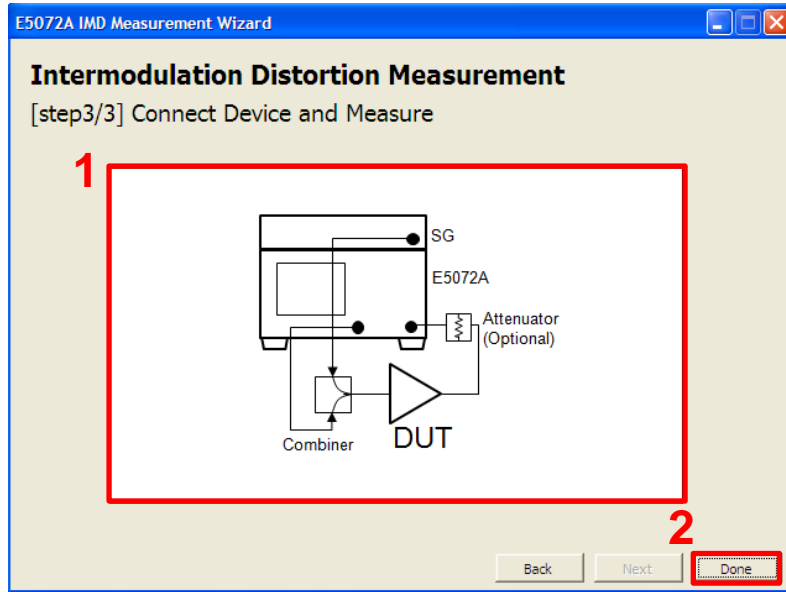 E5072A IMD Measurement Wizard
Intermodulation Distortion Measurement
[step3/3] Connect Device and Measure
1
SG
E5072A
Attenuator
(Optional)
Combiner
DUT
2
Back
Next
Done